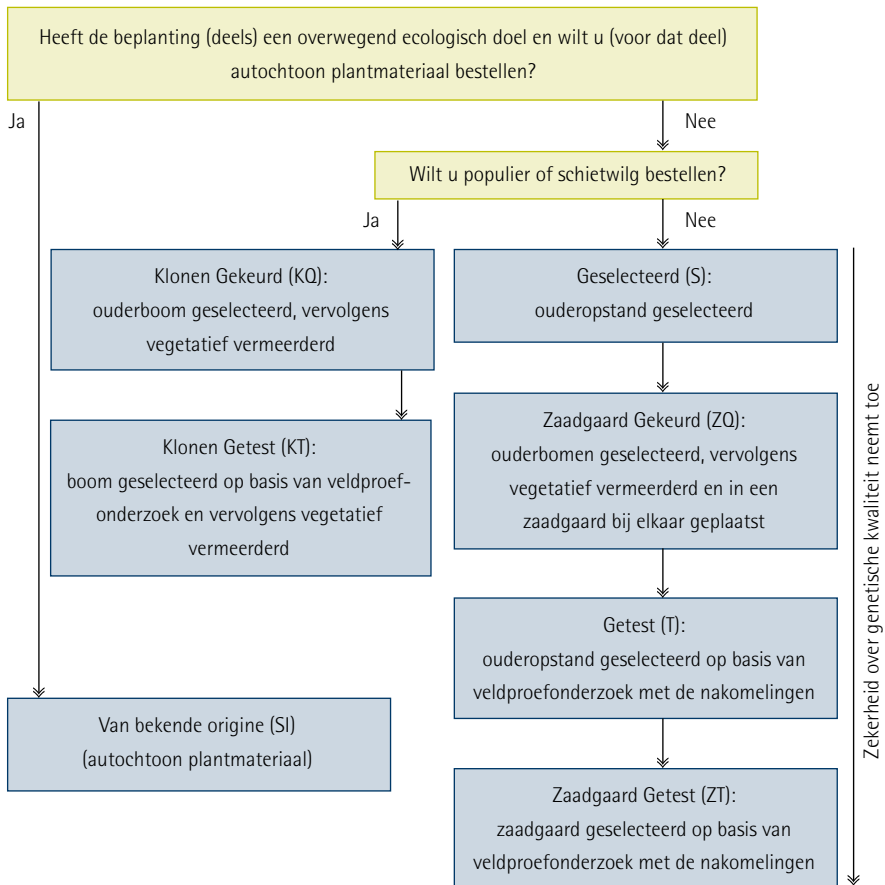 Heeft de beplanting (deels) een overwegend ecologisch doel en wilt u (voor dat deel)
autochtoon plantmateriaal bestellen?
Ja
Nee
Wilt u populier of schietwilg bestellen?
Ja
Nee
Klonen Gekeurd (KQ):
ouderboom geselecteerd, vervolgens
vegetatief vermeerderd
Geselecteerd (S):
ouderopstand geselecteerd
Klonen Getest (KT):
boom geselecteerd op basis van veldproef-
onderzoek en vervolgens vegetatief
vermeerderd
Zaadgaard Gekeurd (ZQ):
ouderbomen geselecteerd, vervolgens
vegetatief vermeerderd en in een
zaadgaard bij elkaar geplaatst
Getest (T):
ouderopstand geselecteerd op basis van
veldproefonderzoek met de nakomelingen
Van bekende origine (SI)
(autochtoon plantmateriaal)
Zaadgaard Getest (ZT):
zaadgaard geselecteerd op basis van
veldproefonderzoek met de nakomelingen
Zekerheid over genetische kwaliteit neemt toe